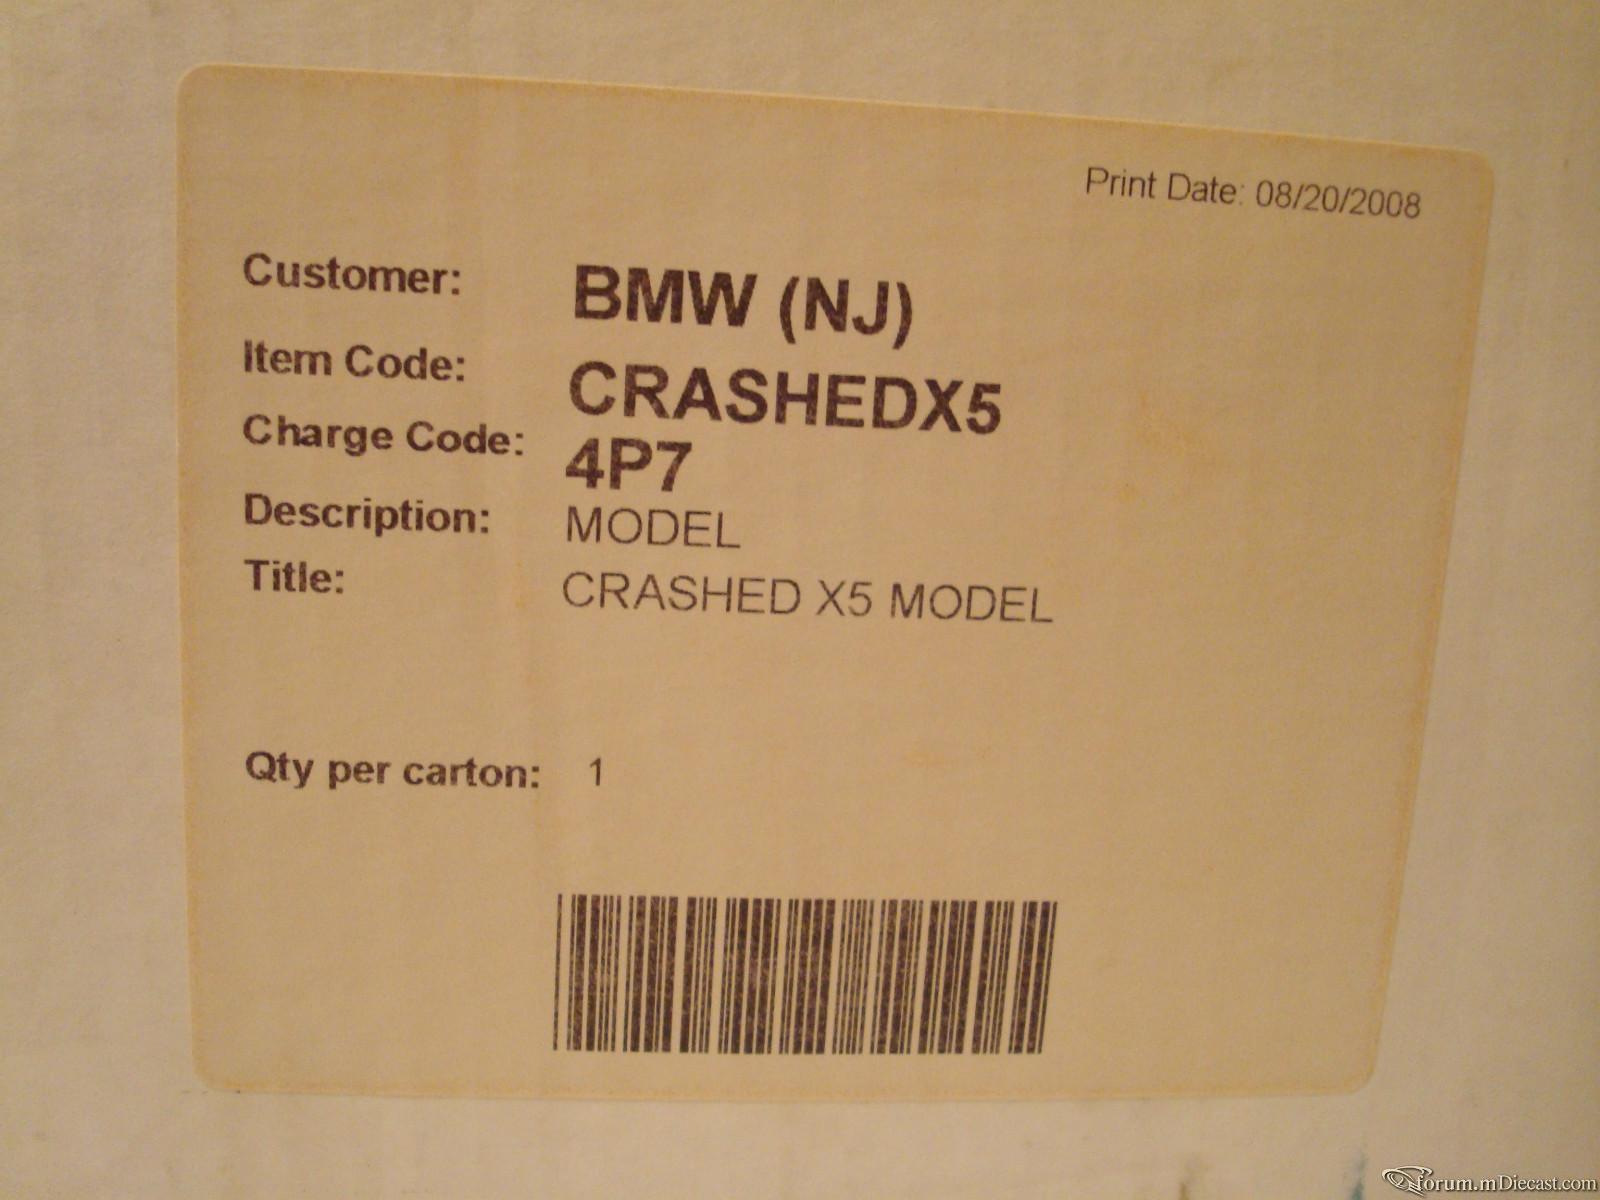 Print Date: 08/20/2008
Customer: BMW (NJ)
Item Code: CRASHEDX5
Charge Code: 4P7
Description: MODEL
Title: CRASHED X5 MODEL
Qty per carton: 1
forum.mDiecast.com